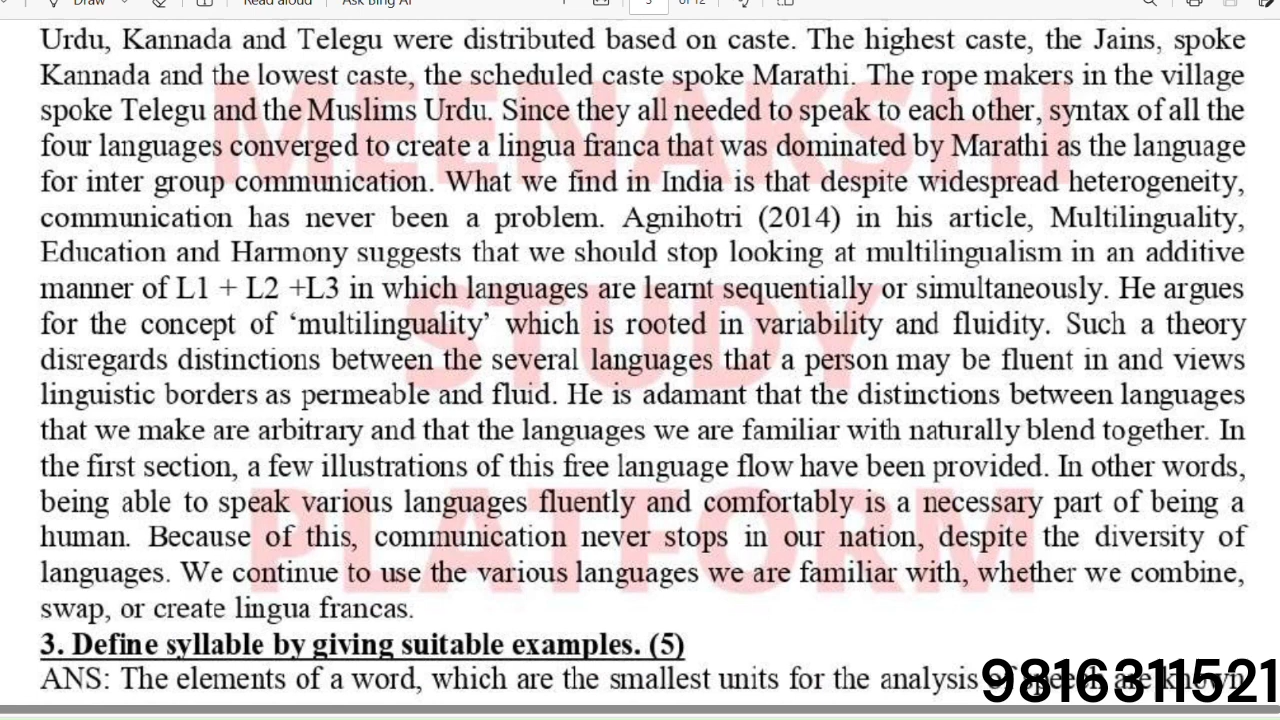 Draw
Read aloud
Ask Bing AI
3
of 12
Urdu, Kannada and Telegu were distributed based on caste. The highest caste, the Jains, spoke
Kannada and the lowest caste, the scheduled caste spoke Marathi. The rope makers in the village
spoke Telegu and the Muslims Urdu. Since they all needed to speak to each other, syntax of all the
four languages converged to create a lingua franca that was dominated by Marathi as the language
for inter group communication. What we find in India is that despite widespread heterogeneity,
communication has never been a problem. Agnihotri (2014) in his article, Multilinguality,
Education and Harmony suggests that we should stop looking at multilingualism in an additive
manner of L1 + L2 +L3 in which languages are learnt sequentially or simultaneously. He argues
for the concept of ‘multilinguality’ which is rooted in variability and fluidity. Such a theory
disregards distinctions between the several languages that a person may be fluent in and views
linguistic borders as permeable and fluid. He is adamant that the distinctions between languages
that we make are arbitrary and that the languages we are familiar with naturally blend together. In
the first section, a few illustrations of this free language flow have been provided. In other words,
being able to speak various languages fluently and comfortably is a necessary part of being a
human. Because of this, communication never stops in our nation, despite the diversity of
languages. We continue to use the various languages we are familiar with, whether we combine,
swap, or create lingua francas.
3. Define syllable by giving suitable examples. (5)
ANS: The elements of a word, which are the smallest units for the analysis of speech are known
9816311521
MEENAKSHI
STUDY
PLATFORM